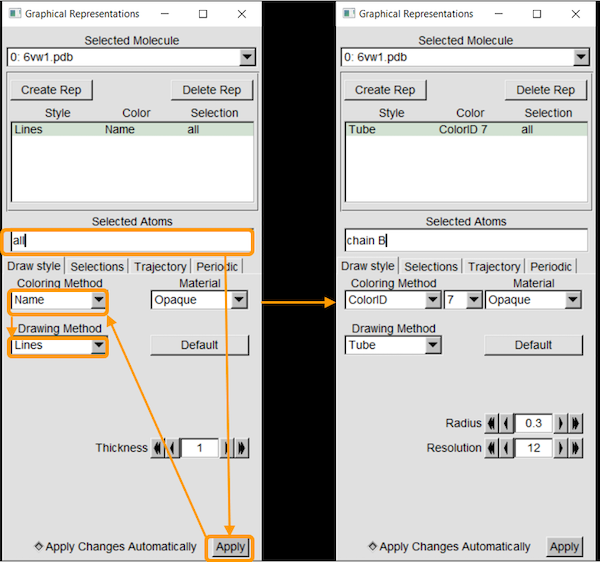 Graphical Representations
Selected Molecule
0: 6vw1.pdb
Create Rep Delete Rep
Style Color Selection
Lines Name all
Selected Atoms
all
Draw style Selections Trajectory Periodic
Coloring Method Material
Name Opaque
Drawing Method
Lines Default
Thickness 1
Apply Changes Automatically Apply
Graphical Representations
Selected Molecule
0: 6vw1.pdb
Create Rep Delete Rep
Style Color Selection
Tube ColorID 7 all
Selected Atoms
chain B
Draw style Selections Trajectory Periodic
Coloring Method Material
ColorID 7 Opaque
Drawing Method
Tube Default
Radius 0.3
Resolution 12
Apply Changes Automatically Apply